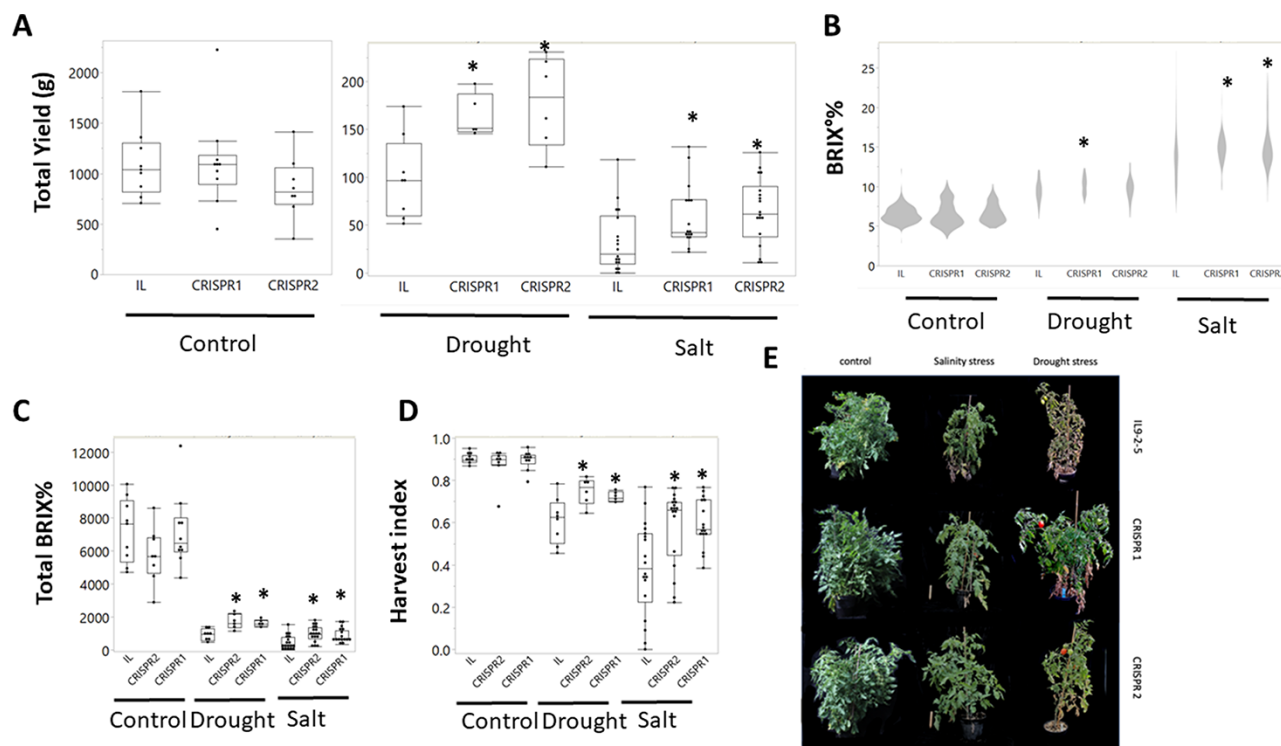 A
Total Yield (g)
2000
1500
1000
500
0
IL CRISPR1 CRISPR2
Control
200
150
100
50
0
* * * *
IL CRISPR1 CRISPR2 IL CRISPR1 CRISPR2
Drought Salt
B
BRIX°%
25
20
15
10
5
0
* * *
IL CRISPR1 CRISPR2 IL CRISPR1 CRISPR2 IL CRISPR1 CRISPR2
Control Drought Salt
C
Total BRIX%
12000
10000
8000
6000
4000
2000
0
* * * *
IL CRISPR2 CRISPR1 IL CRISPR2 CRISPR1 IL CRISPR2 CRISPR1
Control Drought Salt
D
Harvest index
1.0
0.8
0.6
0.4
0.2
0.0
* * * *
IL CRISPR2 CRISPR1 IL CRISPR2 CRISPR1 IL CRISPR2 CRISPR1
Control Drought Salt
E
control Salinity stress Drought stress
IL9-2-5
CRISPR 1
CRISPR 2